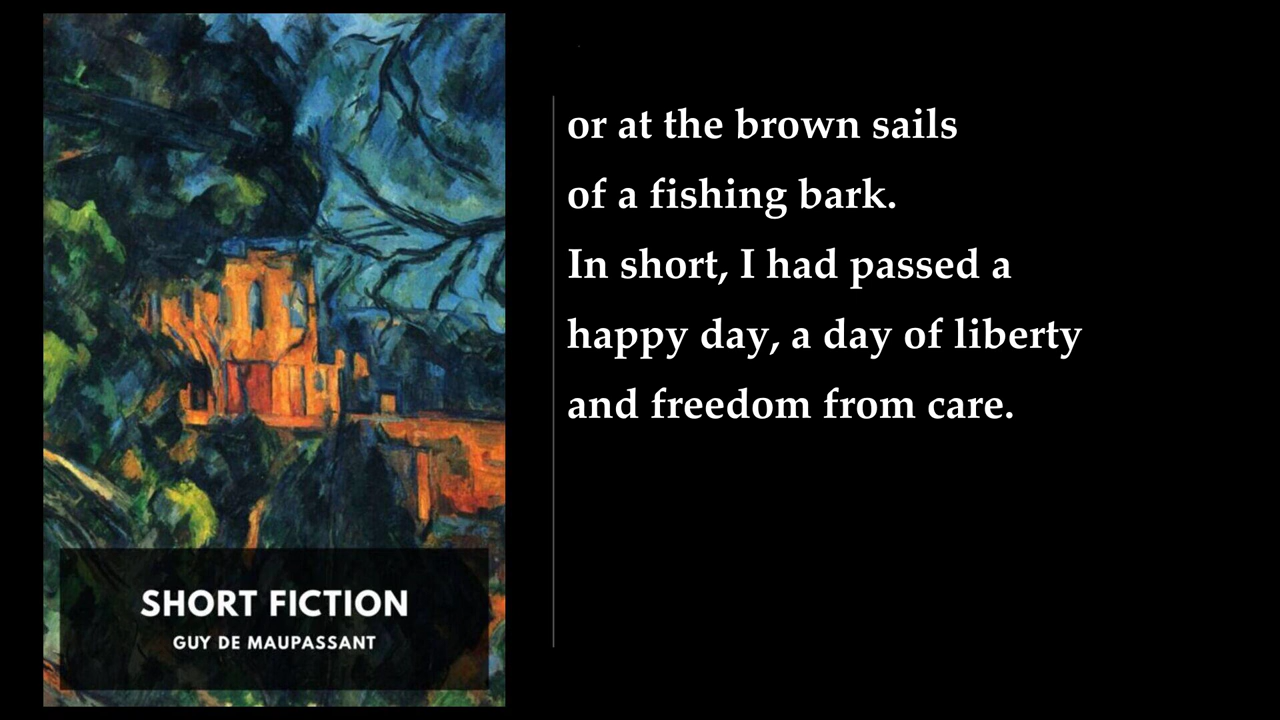 or at the brown sails
of a fishing bark.
In short, I had passed a
happy day, a day of liberty
and freedom from care.
SHORT FICTION
GUY DE MAUPASSANT